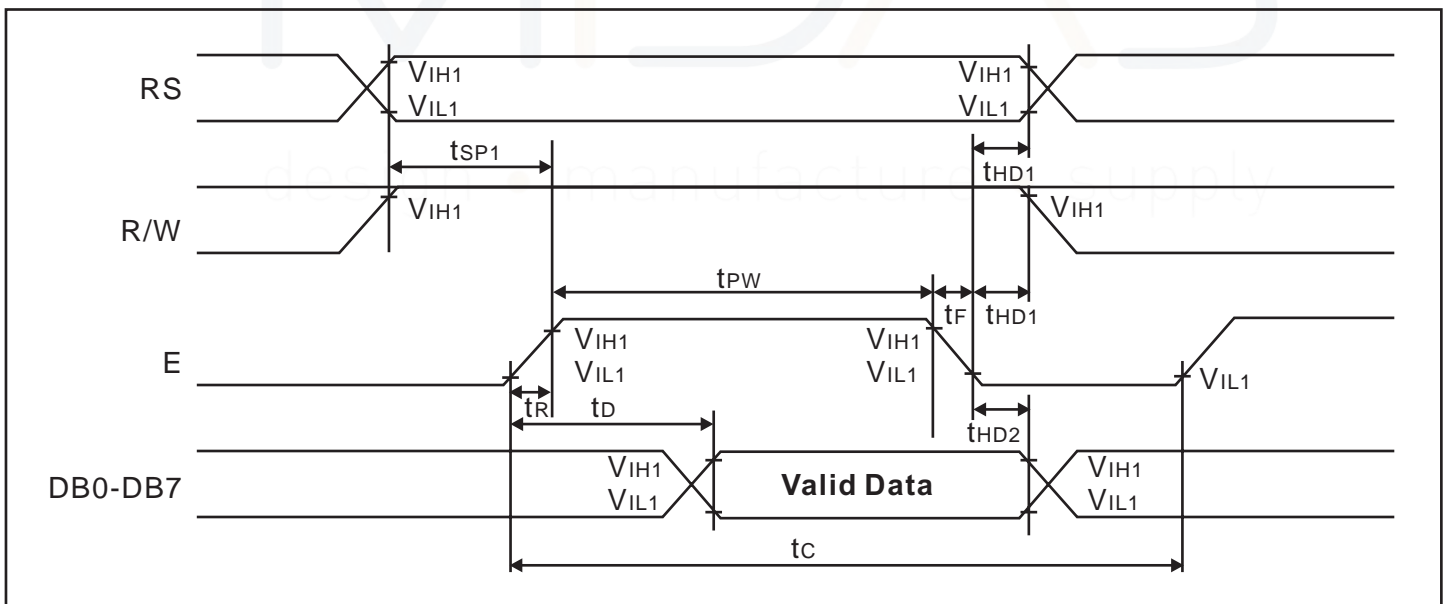 MIDAS
design • manufacture • supply
RS
VIH1
VIL1
VIH1
VIL1
tSP1
tHD1
R/W
VIH1
VIH1
tPW
tF
tHD1
E
VIH1
VIL1
VIH1
VIL1
VIL1
tR
tD
tHD2
DB0-DB7
VIH1
VIL1
Valid Data
VIH1
VIL1
tC